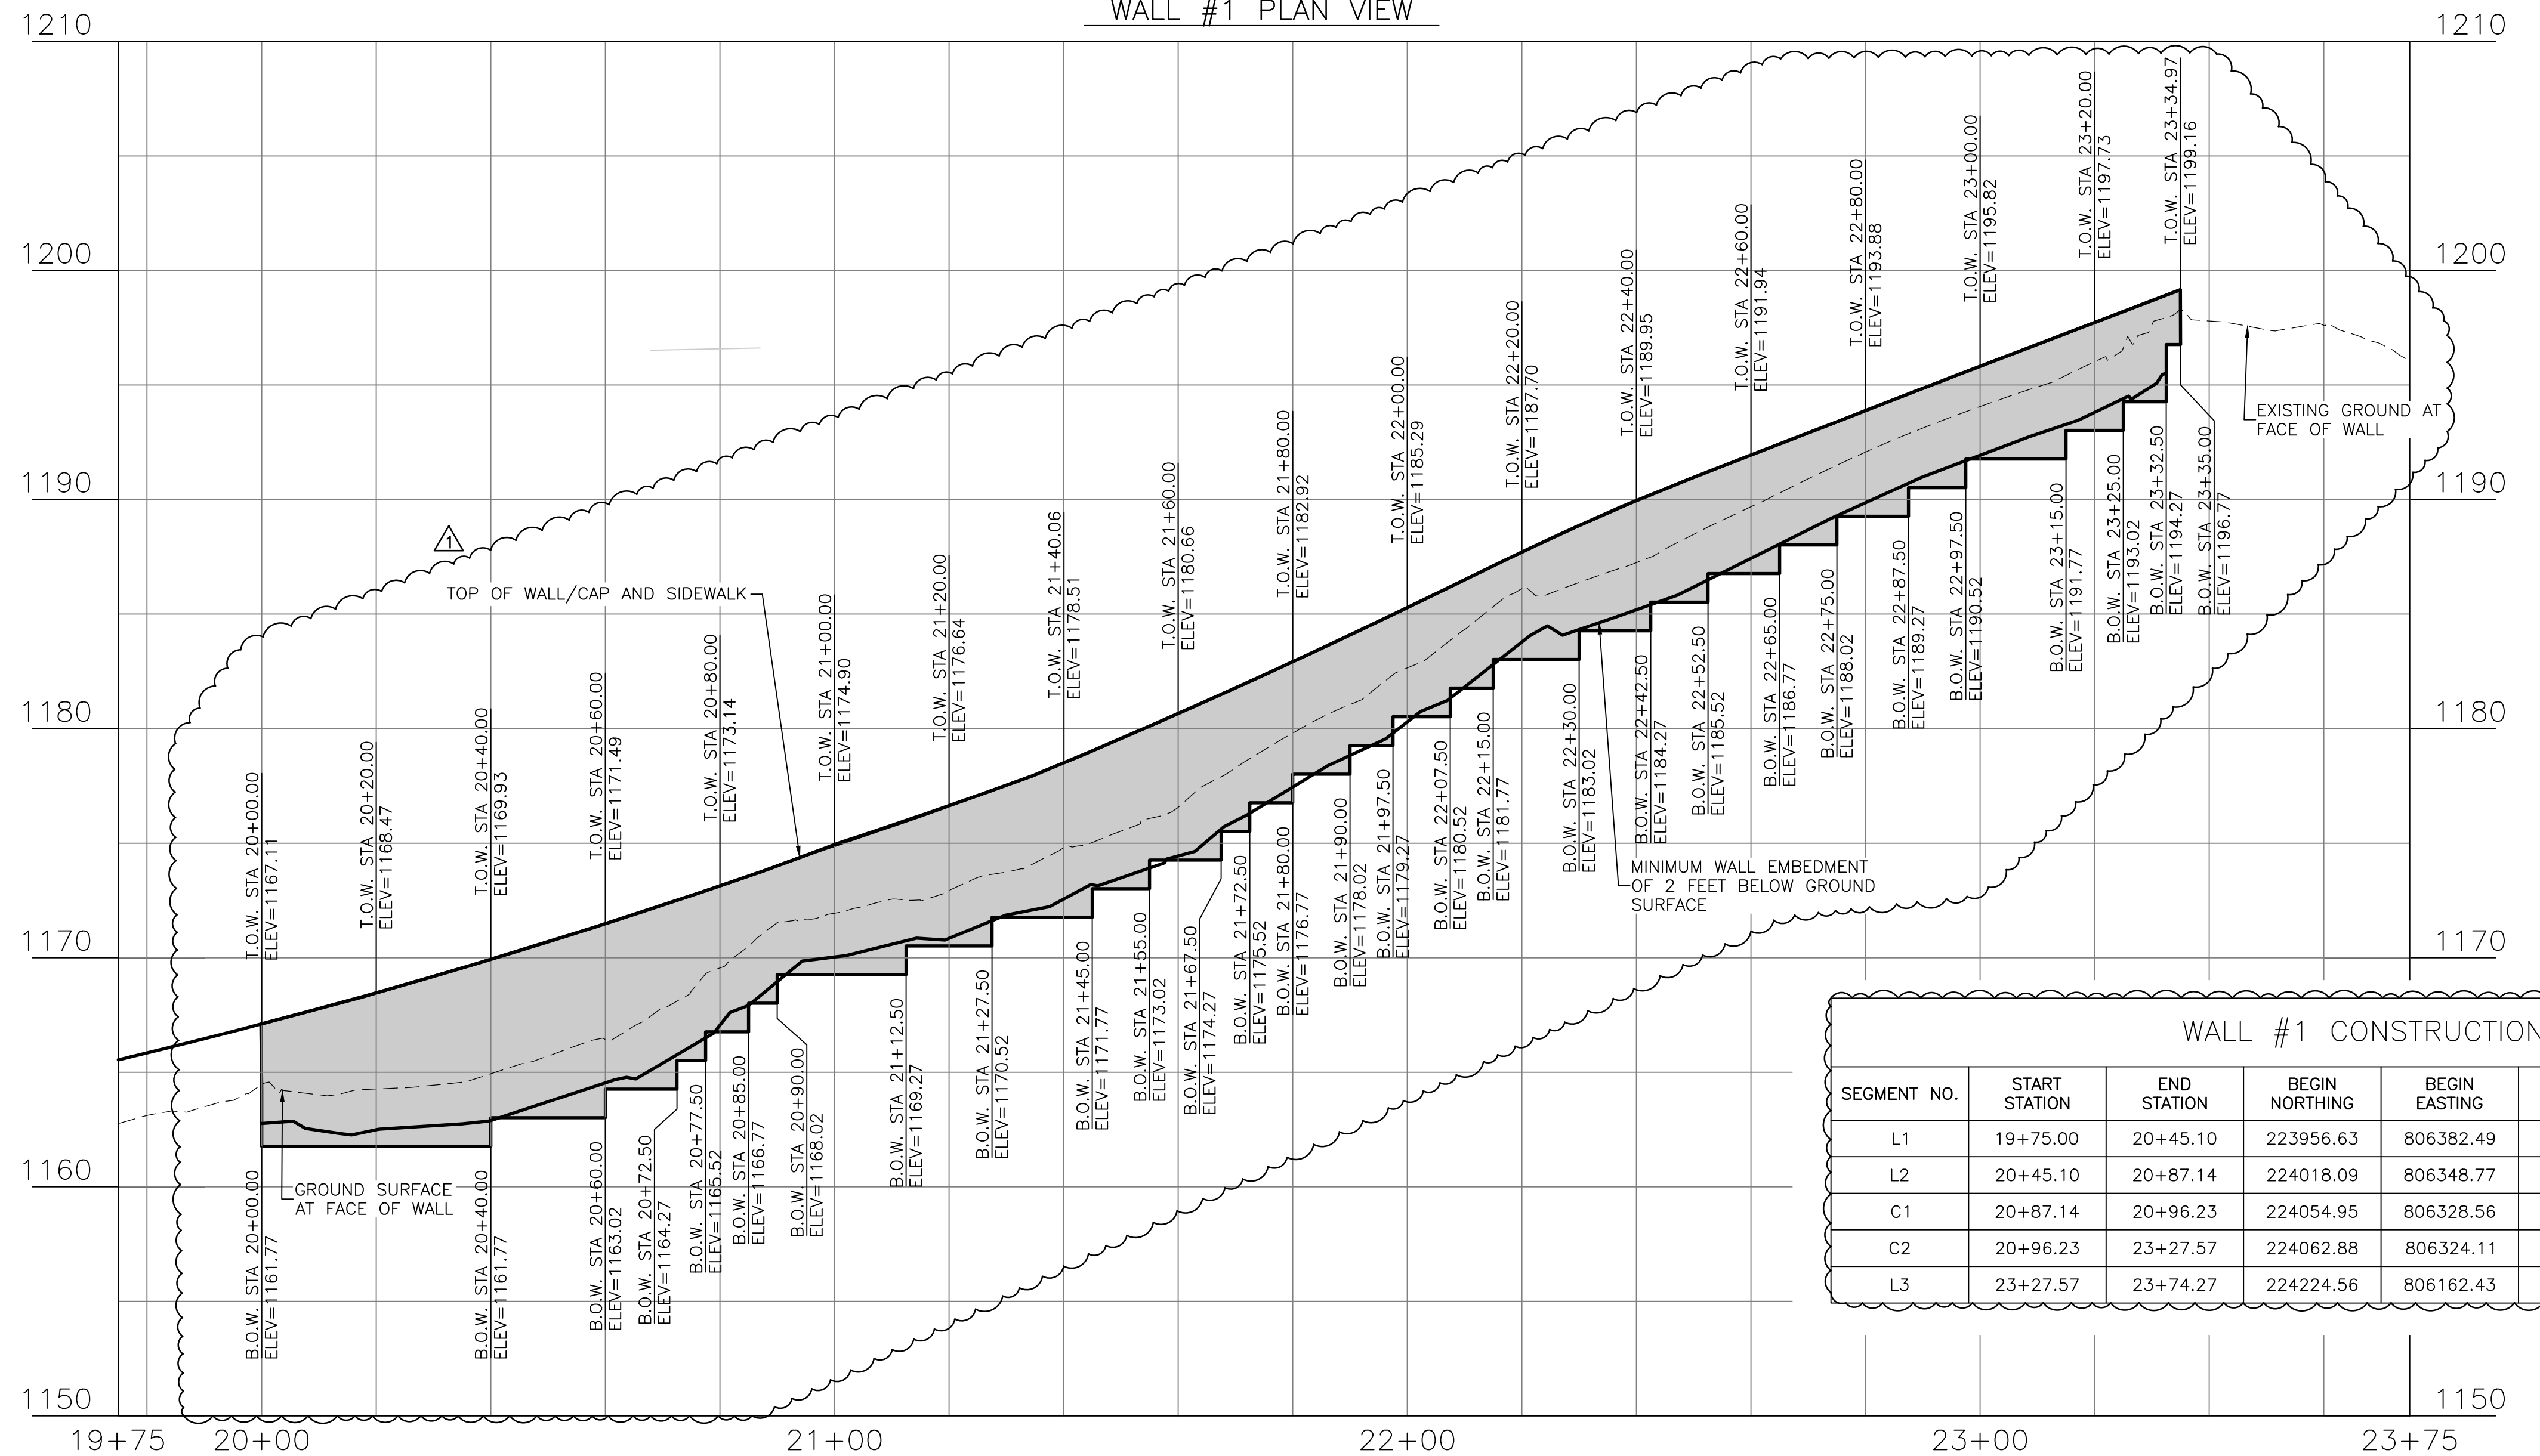 WALL #1 PLAN VIEW
1210
1210
1200
1200
1190
1190
1180
1180
1170
1170
1160
1150
1150
19+75
20+00
21+00
22+00
23+00
23+75
1
TOP OF WALL/CAP AND SIDEWALK
T.O.W. STA 20+00.00
ELEV=1167.11
T.O.W. STA 20+20.00
ELEV=1168.47
T.O.W. STA 20+40.00
ELEV=1169.93
T.O.W. STA 20+60.00
ELEV=1171.49
T.O.W. STA 20+80.00
ELEV=1173.14
T.O.W. STA 21+00.00
ELEV=1174.90
T.O.W. STA 21+20.00
ELEV=1176.64
T.O.W. STA 21+40.06
ELEV=1178.51
T.O.W. STA 21+60.00
ELEV=1180.66
T.O.W. STA 21+80.00
ELEV=1182.92
T.O.W. STA 22+00.00
ELEV=1185.29
T.O.W. STA 22+20.00
ELEV=1187.70
T.O.W. STA 22+40.00
ELEV=1189.95
T.O.W. STA 22+60.00
ELEV=1191.94
T.O.W. STA 22+80.00
ELEV=1193.88
T.O.W. STA 23+00.00
ELEV=1195.82
T.O.W. STA 23+20.00
ELEV=1197.73
T.O.W. STA 23+34.97
ELEV=1199.16
EXISTING GROUND AT
FACE OF WALL
GROUND SURFACE
AT FACE OF WALL
MINIMUM WALL EMBEDMENT
OF 2 FEET BELOW GROUND
SURFACE
B.O.W. STA 20+00.00
ELEV=1161.77
B.O.W. STA 20+40.00
ELEV=1161.77
B.O.W. STA 20+60.00
ELEV=1163.02
B.O.W. STA 20+72.50
ELEV=1164.27
B.O.W. STA 20+77.50
ELEV=1165.52
B.O.W. STA 20+85.00
ELEV=1166.77
B.O.W. STA 20+90.00
ELEV=1168.02
B.O.W. STA 21+12.50
ELEV=1169.27
B.O.W. STA 21+27.50
ELEV=1170.52
B.O.W. STA 21+45.00
ELEV=1171.77
B.O.W. STA 21+55.00
ELEV=1173.02
B.O.W. STA 21+67.50
ELEV=1174.27
B.O.W. STA 21+72.50
ELEV=1175.52
B.O.W. STA 21+80.00
ELEV=1176.77
B.O.W. STA 21+90.00
ELEV=1178.02
B.O.W. STA 21+97.50
ELEV=1179.27
B.O.W. STA 22+07.50
ELEV=1180.52
B.O.W. STA 22+15.00
ELEV=1181.77
B.O.W. STA 22+30.00
ELEV=1183.02
B.O.W. STA 22+42.50
ELEV=1184.27
B.O.W. STA 22+52.50
ELEV=1185.52
B.O.W. STA 22+65.00
ELEV=1186.77
B.O.W. STA 22+75.00
ELEV=1188.02
B.O.W. STA 22+87.50
ELEV=1189.27
B.O.W. STA 22+97.50
ELEV=1190.52
B.O.W. STA 23+15.00
ELEV=1191.77
B.O.W. STA 23+25.00
ELEV=1193.02
B.O.W. STA 23+32.50
ELEV=1194.27
B.O.W. STA 23+35.00
ELEV=1196.77
WALL #1 CONSTRUCTION
SEGMENT NO. START STATION END STATION BEGIN NORTHING BEGIN EASTING
L1 19+75.00 20+45.10 223956.63 806382.49
L2 20+45.10 20+87.14 224018.09 806348.77
C1 20+87.14 20+96.23 224054.95 806328.56
C2 20+96.23 23+27.57 224062.88 806324.11
L3 23+27.57 23+74.27 224224.56 806162.43